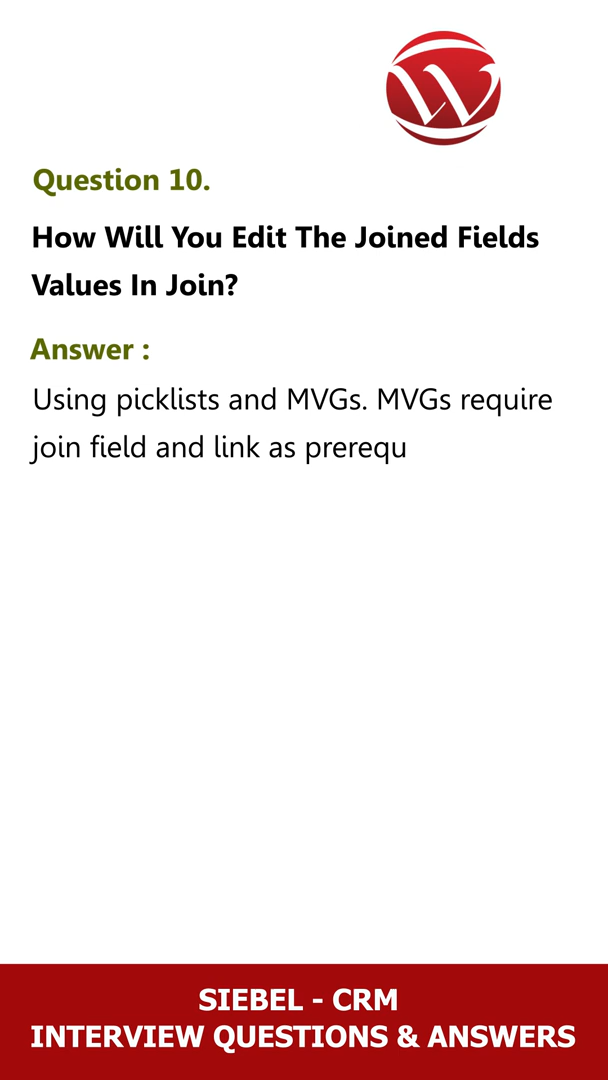 W
Question 10.
How Will You Edit The Joined Fields
Values In Join?
Answer :
Using picklists and MVGs. MVGs require
join field and link as prerequ
SIEBEL - CRM
INTERVIEW QUESTIONS & ANSWERS